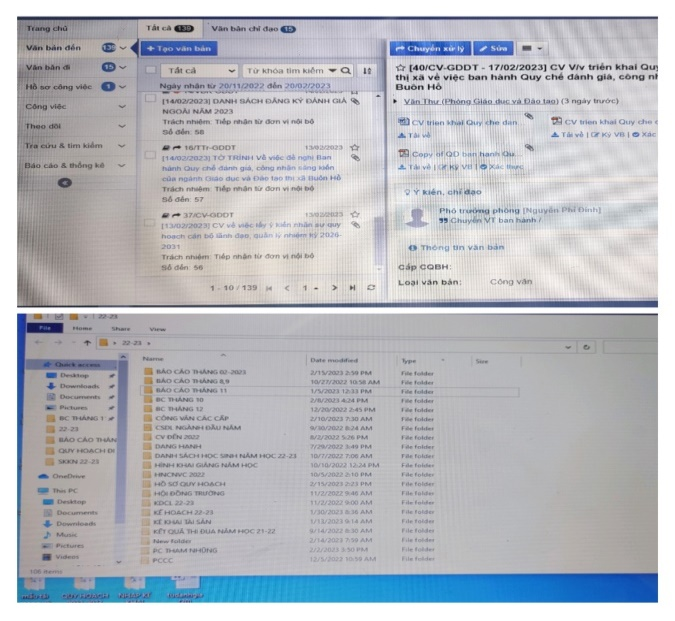 Trang chủ
Văn bản đến 139
Văn bản đi 15
Hồ sơ công việc 1
Công việc
Theo dõi
Tra cứu & tìm kiếm
Báo cáo & thống kê
Tất cả 139 Văn bản chỉ đạo 15
+ Tạo văn bản
Tất cả Từ khóa tìm kiếm
Ngày nhận từ 20/11/2022 đến 20/02/2023
[14/02/2023] DANH SÁCH ĐĂNG KÝ ĐÁNH GIÁ
NGOÀI NĂM 2023
Trách nhiệm: Tiếp nhận từ đơn vị nội bộ
Số đến: 58
16/TTr-GDDT 15/02/2023
[14/02/2023] TỜ TRÌNH Về việc đề nghị Ban
hành Quy chế đánh giá, công nhận sáng kiến
của ngành Giáo dục và Đào tạo thị xã Buôn Hồ
Trách nhiệm: Tiếp nhận từ đơn vị nội bộ
Số đến: 57
37/CV-GDDT 15/02/2023
[13/02/2023] CV về việc lấy ý kiến nhân sự quy
hoạch cán bộ lãnh đạo, quản lý nhiệm kỳ 2026-
2031
Trách nhiệm: Tiếp nhận từ đơn vị nội bộ
Số đến: 56
1 - 10 / 139 1
Chuyển xử lý Sửa
[40/CV-GDDT - 17/02/2023] CV V/v triển khai Quy
thị xã về việc ban hành Quy chế đánh giá, công nh
Buôn Hồ
Văn Thư (Phòng Giáo dục và Đào tạo) (3 ngày trước)
CV trien khai Quy che dan CV trien khai Quy che
Tải về Tải về | Ký VB | Xác
Copy of QD ban hanh Qu...
Tải về | Ký VB | Xác thực
Ý kiến, chỉ đạo
Phó trưởng phòng [Nguyễn Phi Định]
Chuyển VT ban hành /
Thông tin văn bản
Cấp CQBH:
Loại văn bản: Công văn
22-23
File Home Share View
22-23
Name Date modified Type Size
Quick access
Desktop
Downloads
Documents
Pictures
BC THÁNG 1
22-23
BÁO CÁO THÁN
QUY HOẠCH ĐI
SKKN 22-23
OneDrive
This PC
Desktop
Documents
Downloads
Music
Pictures
Videos
BÁO CÁO THÁNG 02-2023 2/15/2023 2:59 PM File folder
BÁO CÁO THÁNG 8,9 10/27/2022 10:58 AM File folder
BÁO CÁO THÁNG 11 1/5/2023 12:33 PM File folder
BC THÁNG 10 2/8/2023 4:24 PM File folder
BC THÁNG 12 12/20/2022 2:45 PM File folder
CÔNG VĂN CÁC CẤP 2/10/2023 7:30 AM File folder
CSDL NGÀNH ĐẦU NĂM 9/30/2022 8:24 AM File folder
CV ĐẾN 2022 8/2/2022 5:26 PM File folder
DANG HANH 7/29/2022 3:49 PM File folder
DANH SÁCH HỌC SINH NĂM HỌC 22-23 10/7/2022 7:06 AM File folder
HÌNH KHAI GIẢNG NĂM HỌC 10/10/2022 12:24 PM File folder
HNCNVC 2022 10/5/2022 2:10 PM File folder
HỒ SƠ QUY HOẠCH 2/15/2023 2:21 PM File folder
HỘI ĐỒNG TRƯỜNG 11/2/2022 9:46 AM File folder
KDCL 22-23 11/2/2022 9:00 AM File folder
KẾ HOẠCH 22-23 1/30/2023 8:36 AM File folder
KÊ KHAI TÀI SẢN 1/13/2023 9:14 AM File folder
KẾT QUẢ THI ĐUA NĂM HỌC 21-22 9/14/2022 8:30 AM File folder
New folder 2/14/2023 7:59 AM File folder
PC THAM NHŨNG 2/2/2023 3:50 PM File folder
PCCC 12/5/2022 10:59 AM File folder
106 items